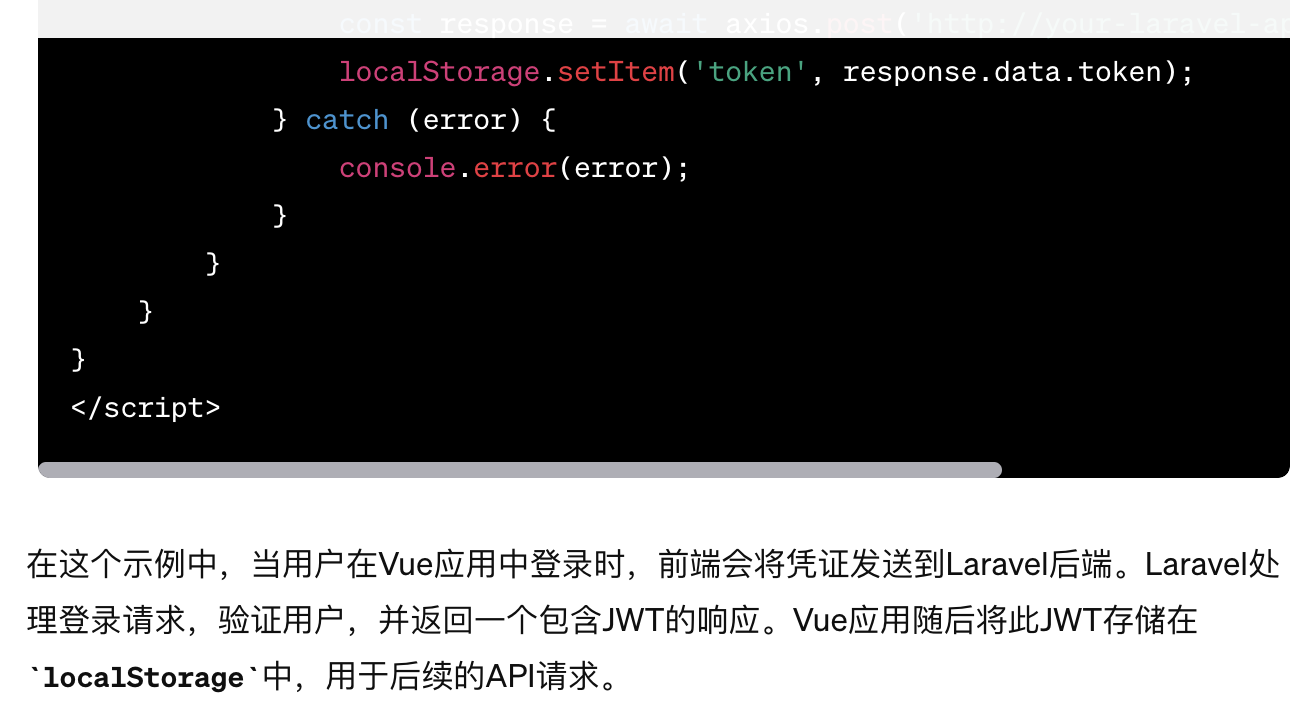 const response = await axios.post('http://your-laravel-ap
localStorage.setItem('token', response.data.token);
} catch (error) {
console.error(error);
}
}
}
}
</script>
在这个示例中，当用户在Vue应用中登录时，前端会将凭证发送到Laravel后端。Laravel处
理登录请求，验证用户，并返回一个包含JWT的响应。Vue应用随后将此JWT存储在
`localStorage`中，用于后续的API请求。